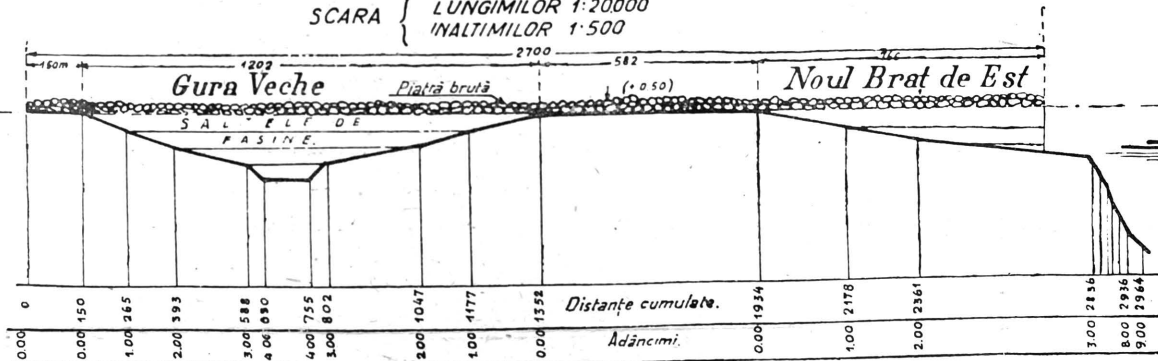 SCARA { LUNGIMILOR 1:20000
INALTIMILOR 1:500
2700
150m 1202 582
Gura Veche Piatră brută (+0.50) Noul Braț de Est
SALTELE DE
FASINE.
0 150 265 393 588 630 755 802 1047 1177 1352 Distanțe cumulate. 1934 2178 2361 2836 2936 2964
0.00 0.00 1.00 2.00 3.00 4.00 4.00 3.00 2.00 1.00 0.00 Adâncimi. 0.00 1.00 2.00 3.00 8.00 9.00